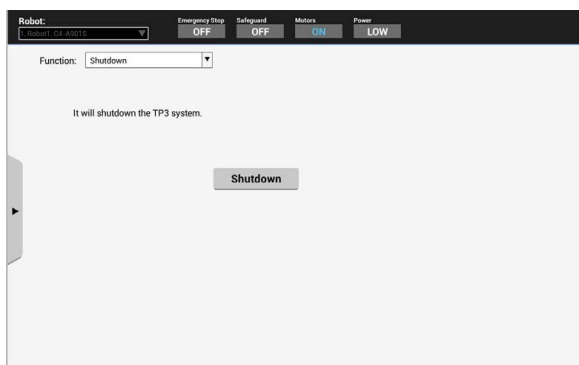 Robot:
1, Robot1, C4-A901S
Emergency Stop
OFF
Safeguard
OFF
Motors
ON
Power
LOW
Function:
Shutdown
It will shutdown the TP3 system.
Shutdown